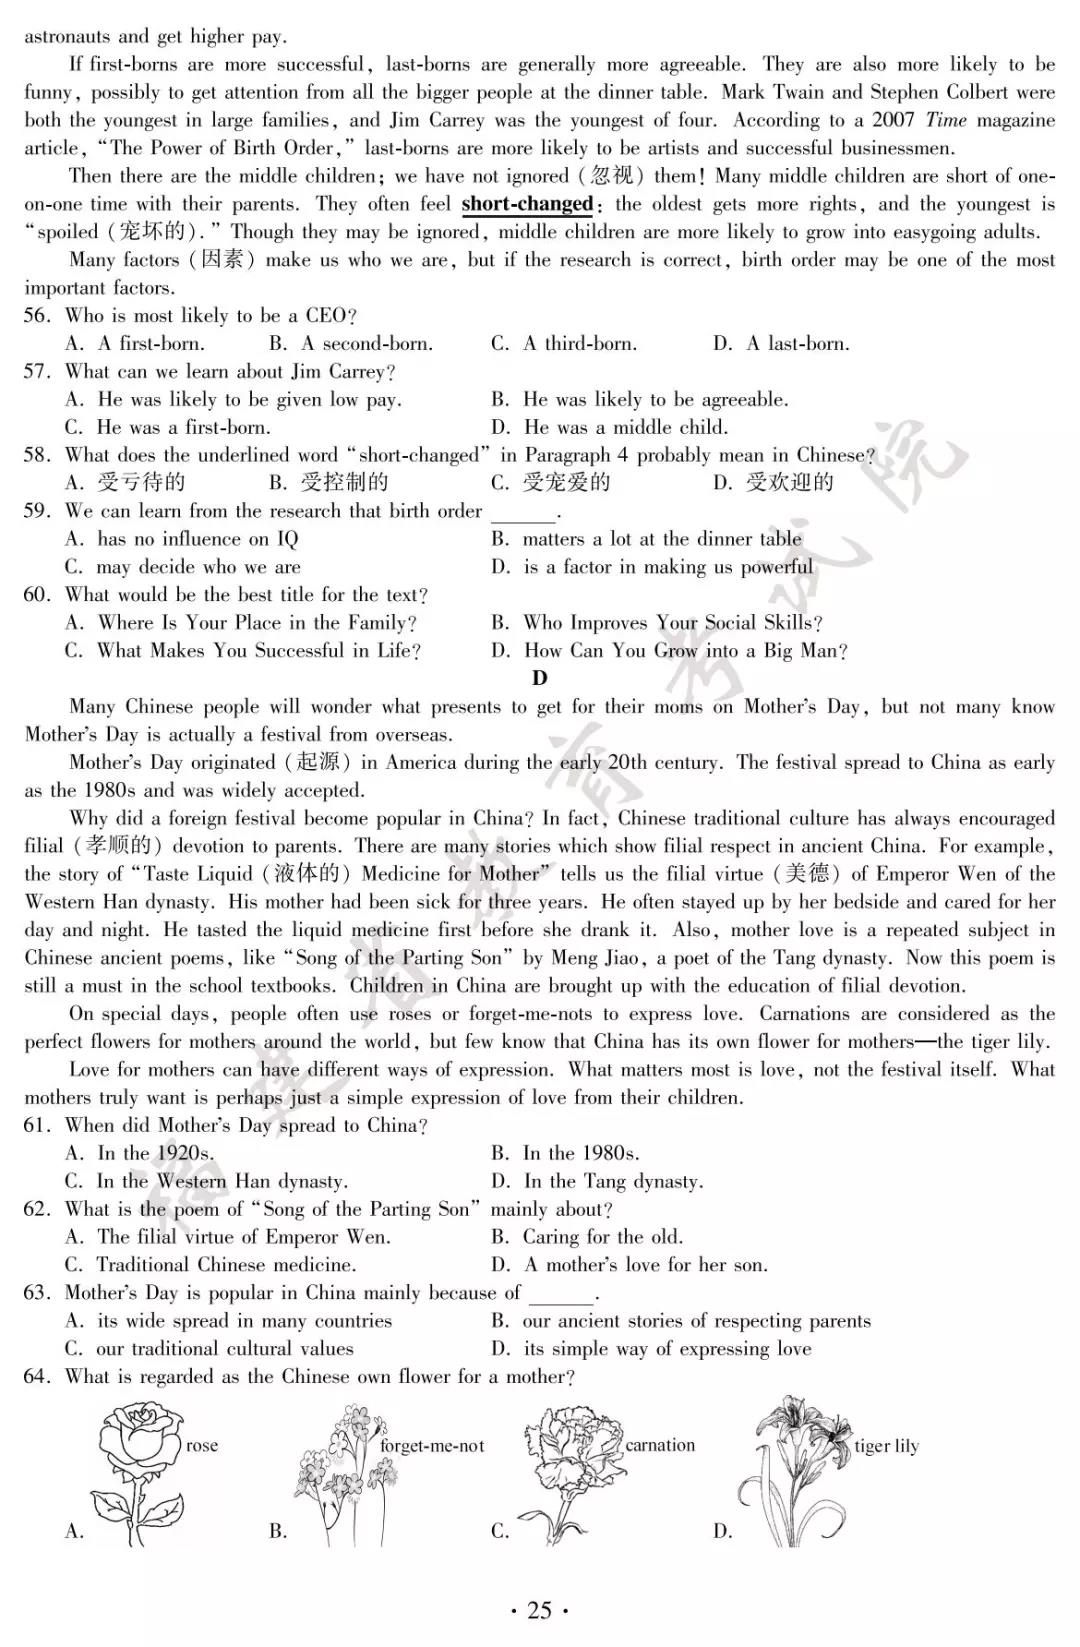 astronauts and get higher pay.
If first-borns are more successful, last-borns are generally more agreeable. They are also more likely to be
funny, possibly to get attention from all the bigger people at the dinner table. Mark Twain and Stephen Colbert were
both the youngest in large families, and Jim Carrey was the youngest of four. According to a 2007 Time magazine
article, “The Power of Birth Order,” last-borns are more likely to be artists and successful businessmen.
Then there are the middle children; we have not ignored (忽视) them! Many middle children are short of one-
on-one time with their parents. They often feel short-changed: the oldest gets more rights, and the youngest is
“spoiled (宠坏的).” Though they may be ignored, middle children are more likely to grow into easygoing adults.
Many factors (因素) make us who we are, but if the research is correct, birth order may be one of the most
important factors.
56. Who is most likely to be a CEO?
A. A first-born. B. A second-born. C. A third-born. D. A last-born.
57. What can we learn about Jim Carrey?
A. He was likely to be given low pay. B. He was likely to be agreeable.
C. He was a first-born. D. He was a middle child.
58. What does the underlined word “short-changed” in Paragraph 4 probably mean in Chinese?
A. 受亏待的 B. 受控制的 C. 受宠爱的 D. 受欢迎的
59. We can learn from the research that birth order ______.
A. has no influence on IQ B. matters a lot at the dinner table
C. may decide who we are D. is a factor in making us powerful
60. What would be the best title for the text?
A. Where Is Your Place in the Family? B. Who Improves Your Social Skills?
C. What Makes You Successful in Life? D. How Can You Grow into a Big Man?
D
Many Chinese people will wonder what presents to get for their moms on Mother's Day, but not many know
Mother's Day is actually a festival from overseas.
Mother's Day originated (起源) in America during the early 20th century. The festival spread to China as early
as the 1980s and was widely accepted.
Why did a foreign festival become popular in China? In fact, Chinese traditional culture has always encouraged
filial (孝顺的) devotion to parents. There are many stories which show filial respect in ancient China. For example,
the story of “Taste Liquid (液体的) Medicine for Mother” tells us the filial virtue (美德) of Emperor Wen of the
Western Han dynasty. His mother had been sick for three years. He often stayed up by her bedside and cared for her
day and night. He tasted the liquid medicine first before she drank it. Also, mother love is a repeated subject in
Chinese ancient poems, like “Song of the Parting Son” by Meng Jiao, a poet of the Tang dynasty. Now this poem is
still a must in the school textbooks. Children in China are brought up with the education of filial devotion.
On special days, people often use roses or forget-me-nots to express love. Carnations are considered as the
perfect flowers for mothers around the world, but few know that China has its own flower for mothers—the tiger lily.
Love for mothers can have different ways of expression. What matters most is love, not the festival itself. What
mothers truly want is perhaps just a simple expression of love from their children.
61. When did Mother's Day spread to China?
A. In the 1920s. B. In the 1980s.
C. In the Western Han dynasty. D. In the Tang dynasty.
62. What is the poem of “Song of the Parting Son” mainly about?
A. The filial virtue of Emperor Wen. B. Caring for the old.
C. Traditional Chinese medicine. D. A mother's love for her son.
63. Mother's Day is popular in China mainly because of ______.
A. its wide spread in many countries B. our ancient stories of respecting parents
C. our traditional cultural values D. its simple way of expressing love
64. What is regarded as the Chinese own flower for a mother?
rose forget-me-not carnation tiger lily
A. B. C. D.
· 25 ·
福建省教育考试院